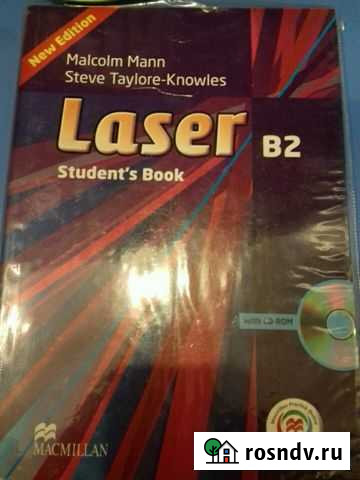 New Edition
Malcolm Mann
Steve Taylore-Knowles
Laser B2
Student's Book
with CD-ROM
MACMILLAN
rosndv.ru